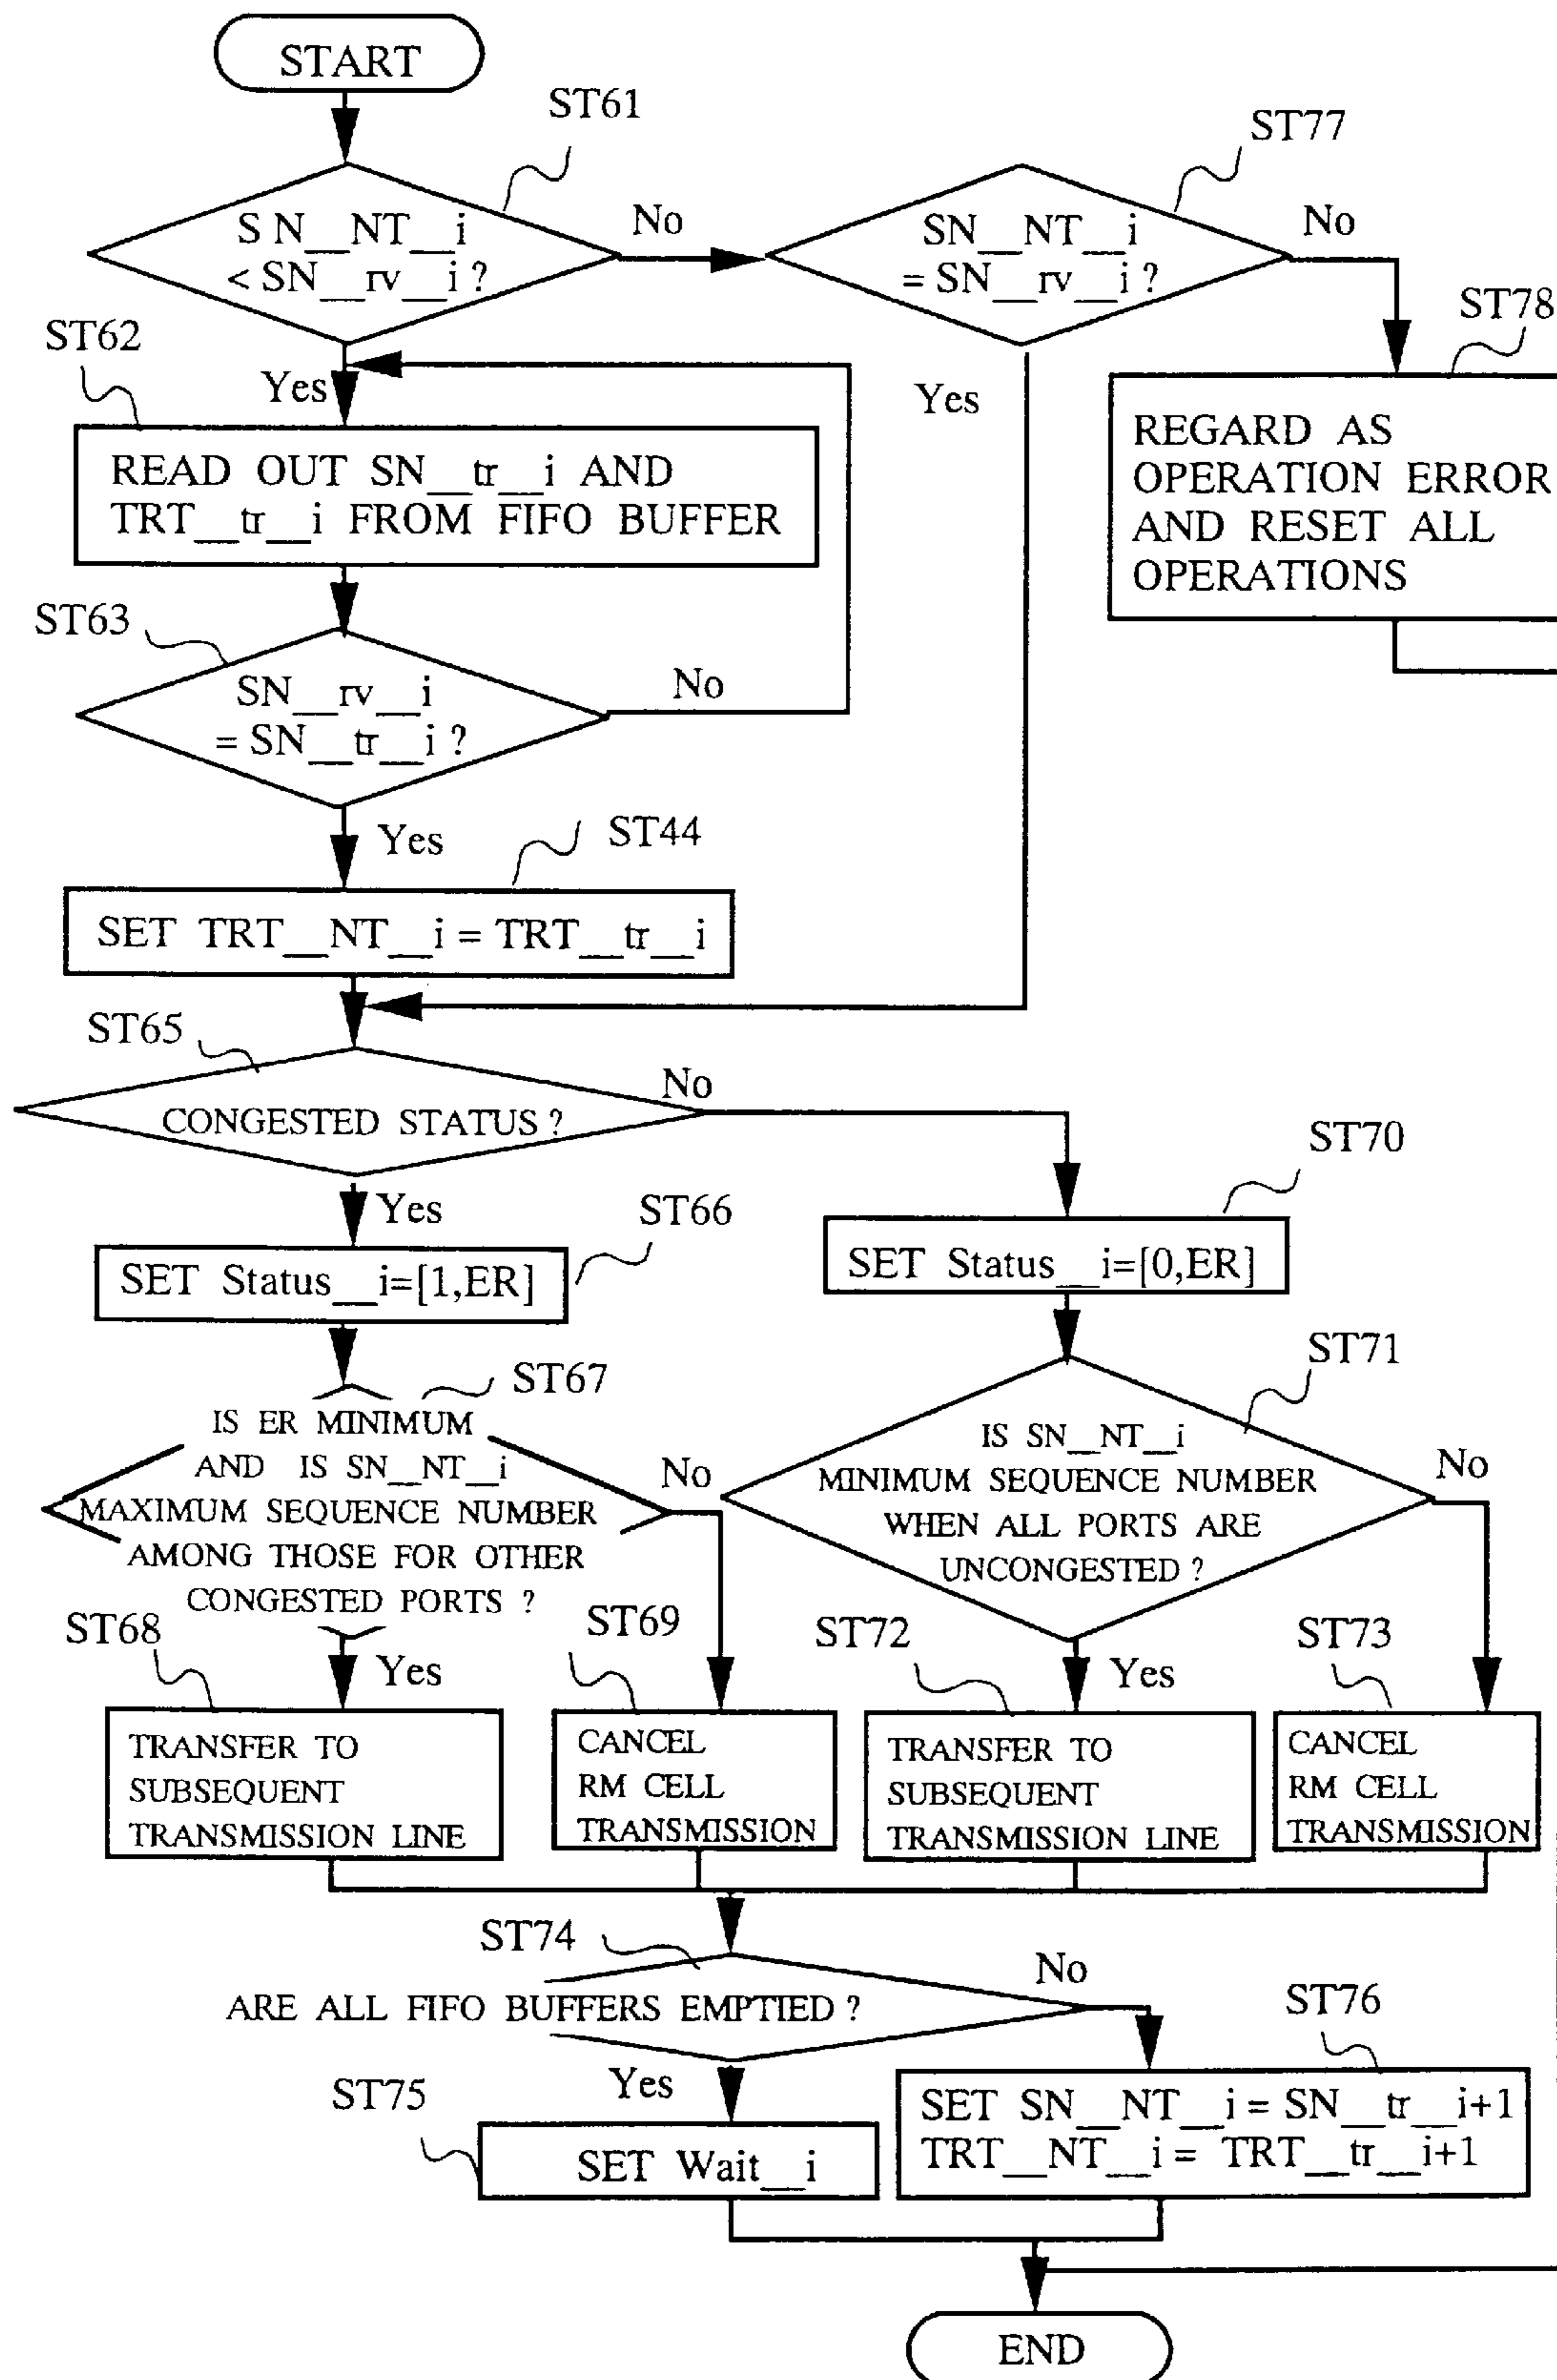 START
ST61
S N__NT__i
< SN__rv__i ?
No
ST77
SN__NT__i
= SN__rv__i ?
No
ST78
REGARD AS
OPERATION ERROR
AND RESET ALL
OPERATIONS
Yes
ST62
Yes
READ OUT SN__tr__i AND
TRT__tr__i FROM FIFO BUFFER
ST63
SN__rv__i
= SN__tr__i ?
No
Yes
ST44
SET TRT__NT__i = TRT__tr__i
ST65
CONGESTED STATUS ?
No
Yes
ST66
SET Status__i=[1,ER]
ST70
SET Status__i=[0,ER]
ST67
IS ER MINIMUM
AND IS SN__NT__i
MAXIMUM SEQUENCE NUMBER
AMONG THOSE FOR OTHER
CONGESTED PORTS ?
No
ST71
IS SN__NT__i
MINIMUM SEQUENCE NUMBER
WHEN ALL PORTS ARE
UNCONGESTED ?
No
ST68
Yes
TRANSFER TO
SUBSEQUENT
TRANSMISSION LINE
ST69
CANCEL
RM CELL
TRANSMISSION
ST72
Yes
TRANSFER TO
SUBSEQUENT
TRANSMISSION LINE
ST73
CANCEL
RM CELL
TRANSMISSION
ST74
ARE ALL FIFO BUFFERS EMPTIED ?
No
Yes
ST75
SET Wait__i
ST76
SET SN__NT__i = SN__tr__i+1
TRT__NT__i = TRT__tr__i+1
END